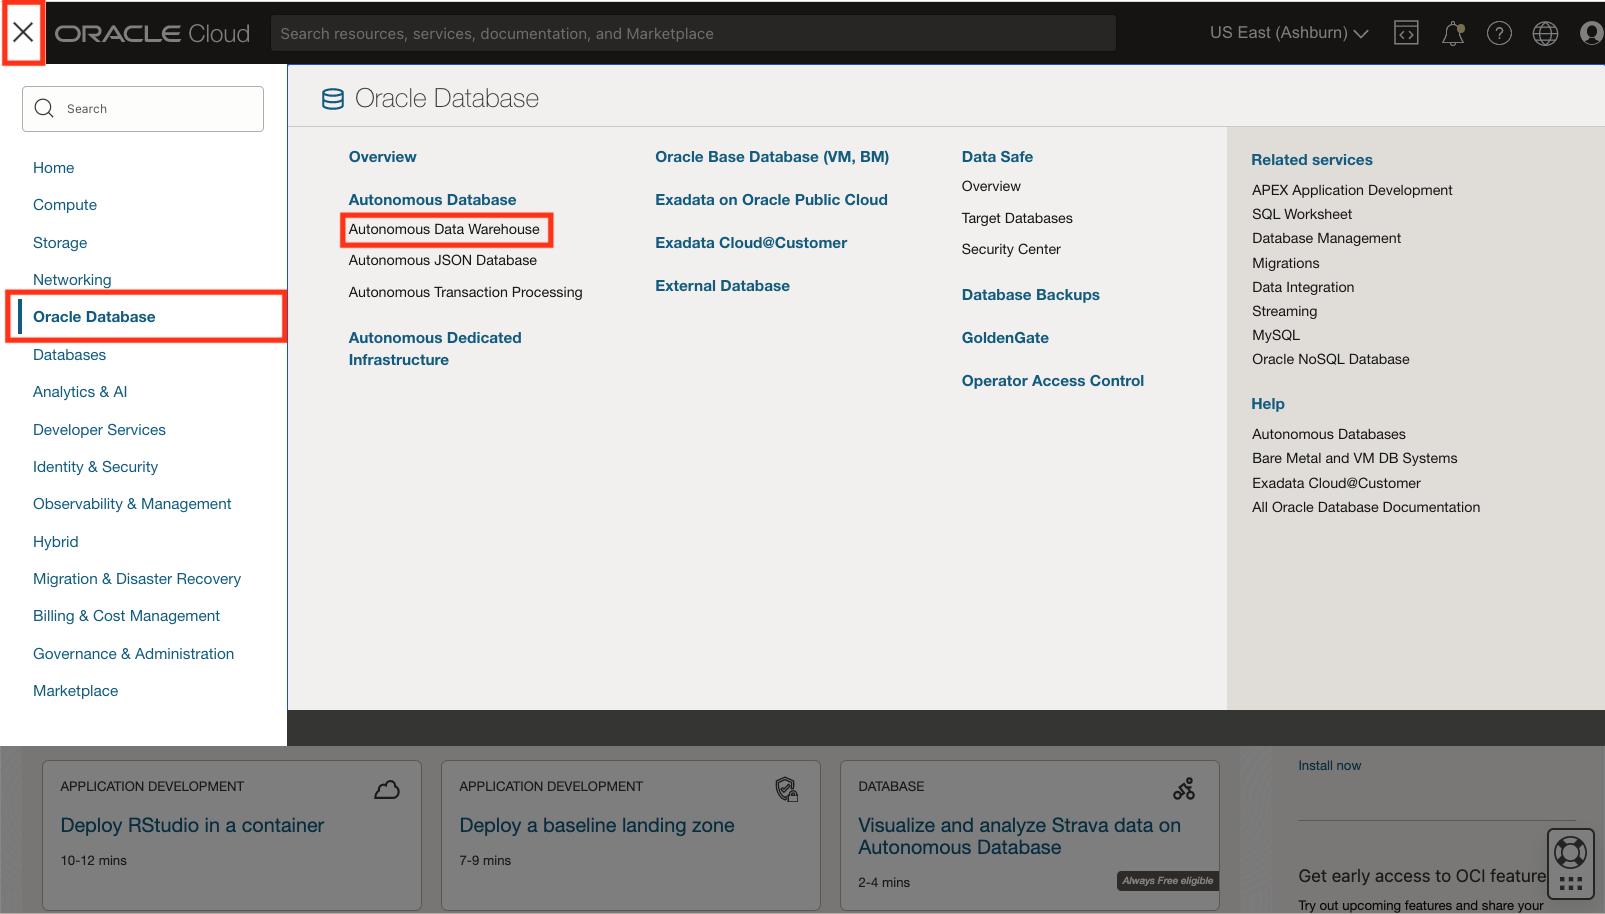 ORACLE Cloud
Search resources, services, documentation, and Marketplace
US East (Ashburn)
Search
Home
Compute
Storage
Networking
Oracle Database
Databases
Analytics & AI
Developer Services
Identity & Security
Observability & Management
Hybrid
Migration & Disaster Recovery
Billing & Cost Management
Governance & Administration
Marketplace
Oracle Database
Overview
Autonomous Database
Autonomous Data Warehouse
Autonomous JSON Database
Autonomous Transaction Processing
Autonomous Dedicated
Infrastructure
Oracle Base Database (VM, BM)
Exadata on Oracle Public Cloud
Exadata Cloud@Customer
External Database
Data Safe
Overview
Target Databases
Security Center
Database Backups
GoldenGate
Operator Access Control
Related services
APEX Application Development
SQL Worksheet
Database Management
Migrations
Data Integration
Streaming
MySQL
Oracle NoSQL Database
Help
Autonomous Databases
Bare Metal and VM DB Systems
Exadata Cloud@Customer
All Oracle Database Documentation
APPLICATION DEVELOPMENT
Deploy RStudio in a container
10-12 mins
APPLICATION DEVELOPMENT
Deploy a baseline landing zone
7-9 mins
DATABASE
Visualize and analyze Strava data on
Autonomous Database
2-4 mins
Always Free eligible
Install now
Get early access to OCI feature
Try out upcoming features and share your